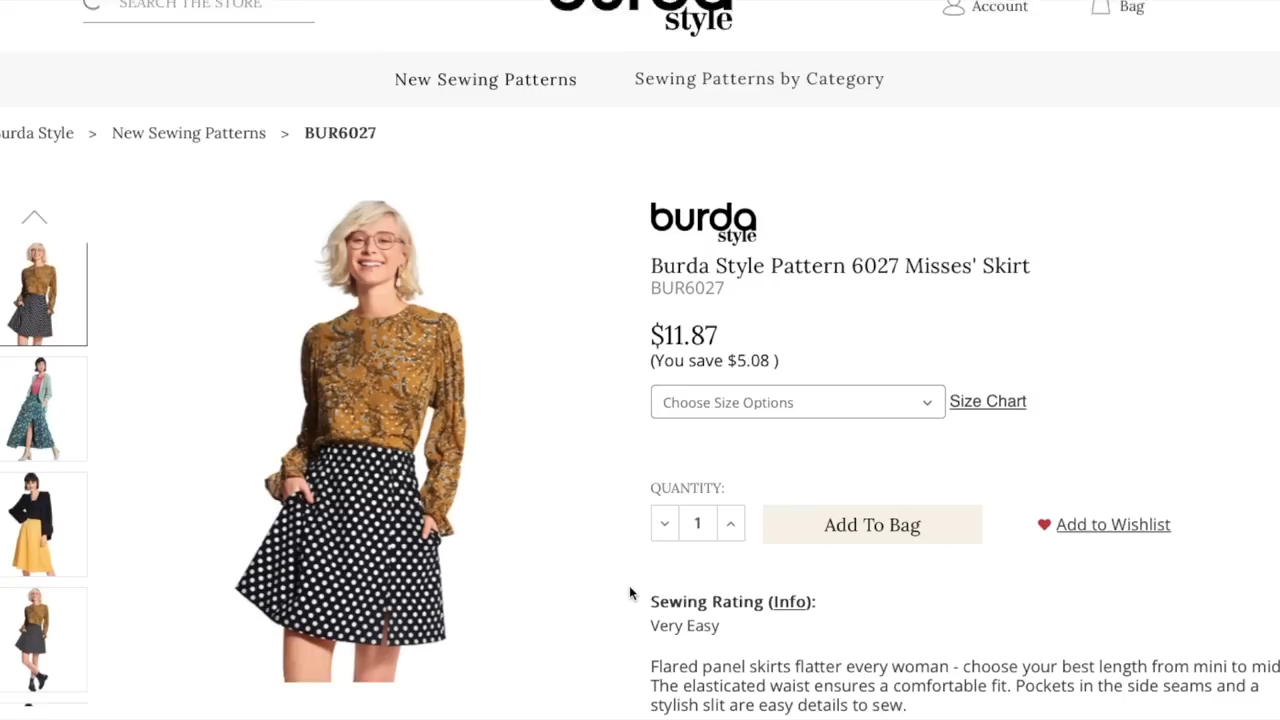 SEARCH THE STORE
burda
style
Account
Bag
New Sewing Patterns
Sewing Patterns by Category
urda Style > New Sewing Patterns > BUR6027
burda
style
Burda Style Pattern 6027 Misses' Skirt
BUR6027
$11.87
(You save $5.08 )
Choose Size Options
Size Chart
QUANTITY:
1
Add To Bag
Add to Wishlist
Sewing Rating (Info):
Very Easy
Flared panel skirts flatter every woman - choose your best length from mini to mid
The elasticated waist ensures a comfortable fit. Pockets in the side seams and a
stylish slit are easy details to sew.